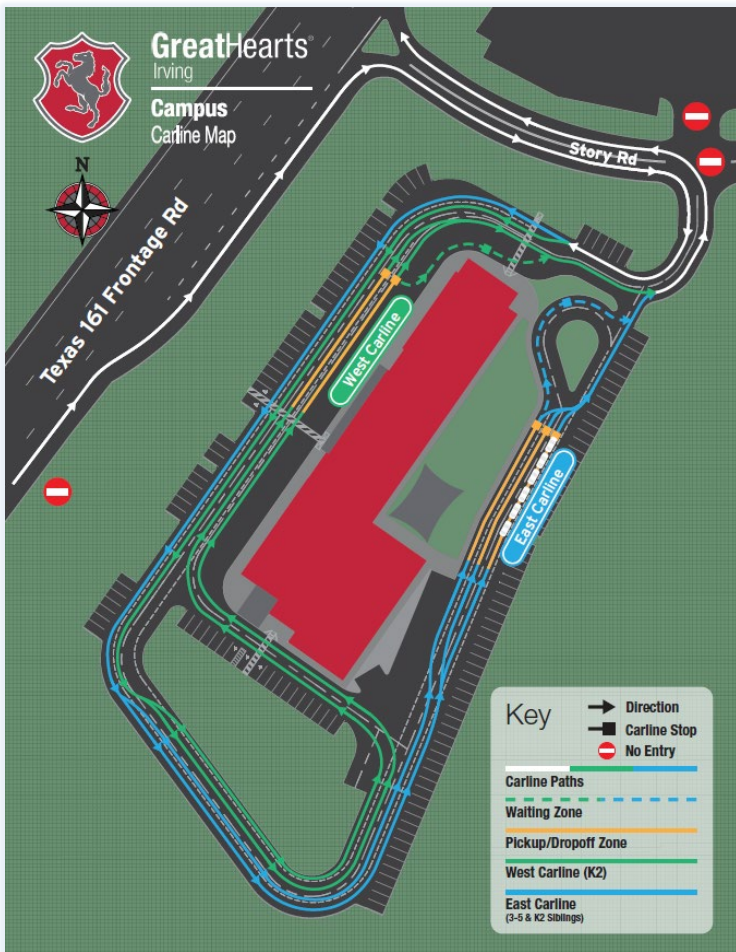 GreatHearts®
Irving
Campus
Carline Map
N
Story Rd
Texas 161 Frontage Rd
West Carline
East Carline
Key
Direction
Carline Stop
No Entry
Carline Paths
Waiting Zone
Pickup/Dropoff Zone
West Carline (K2)
East Carline
(3-5 & K2 Siblings)